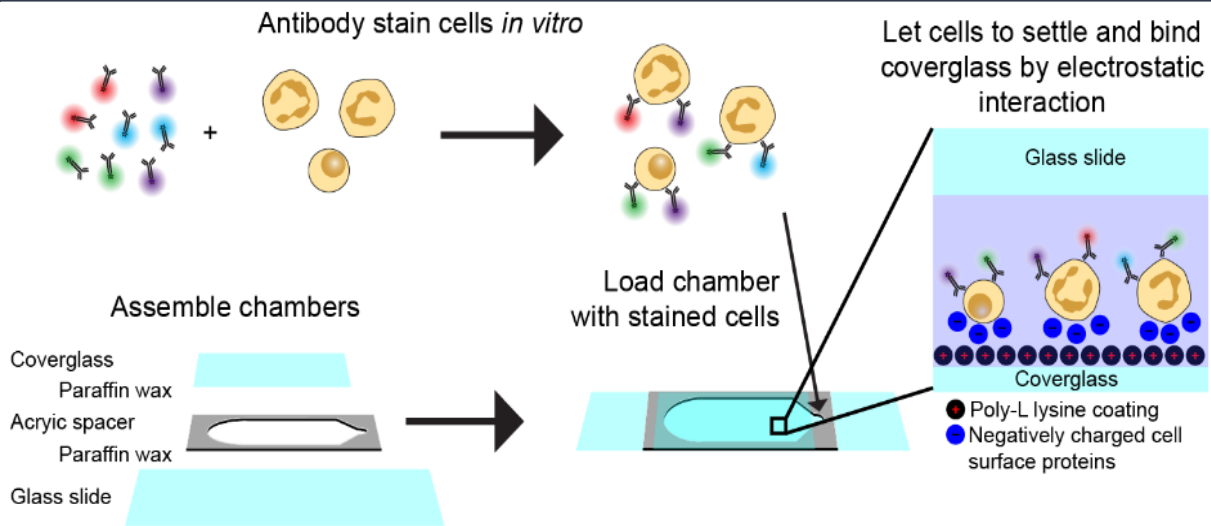 Antibody stain cells in vitro
+
Let cells to settle and bind
coverglass by electrostatic
interaction
Glass slide
Load chamber
with stained cells
Assemble chambers
Coverglass
Paraffin wax
Acryic spacer
Paraffin wax
Glass slide
− − − − − − − − −
+ + + + + + + + + + + + +
Coverglass
+ Poly-L lysine coating
− Negatively charged cell
surface proteins